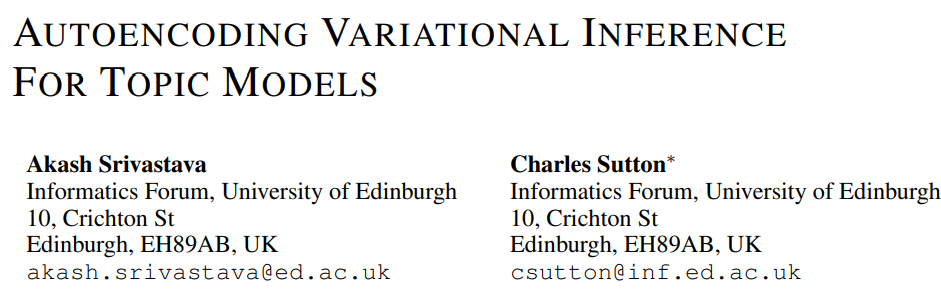 AUTOENCODING VARIATIONAL INFERENCE
FOR TOPIC MODELS
Akash Srivastava
Informatics Forum, University of Edinburgh
10, Crichton St
Edinburgh, EH89AB, UK
akash.srivastava@ed.ac.uk
Charles Sutton*
Informatics Forum, University of Edinburgh
10, Crichton St
Edinburgh, EH89AB, UK
csutton@inf.ed.ac.uk